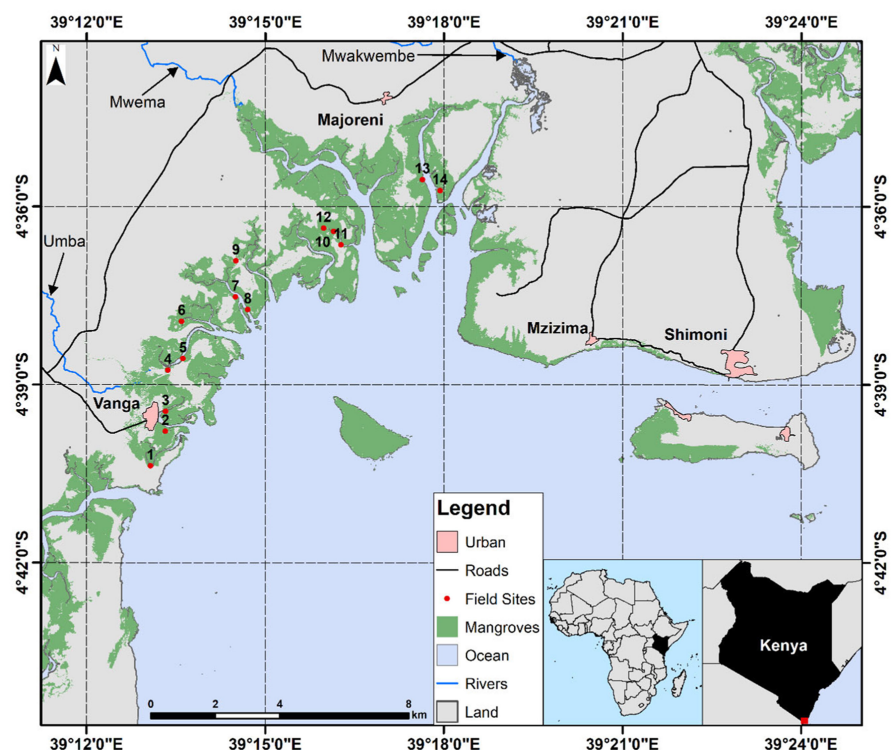 39°12'0"E 39°15'0"E 39°18'0"E 39°21'0"E 39°24'0"E
N
Mwakwembe
Mwema
Majoreni
13
14
4°36'0"S 4°36'0"S
12
10 11
Umba
9
7
8
6
Mzizima Shimoni
5
4
4°39'0"S 4°39'0"S
Vanga
3
2
1
Legend
Urban
4°42'0"S 4°42'0"S
Roads
Field Sites
Mangroves
Kenya
Ocean
Rivers
0 2 4 8
km
Land
39°12'0"E 39°15'0"E 39°18'0"E 39°21'0"E 39°24'0"E